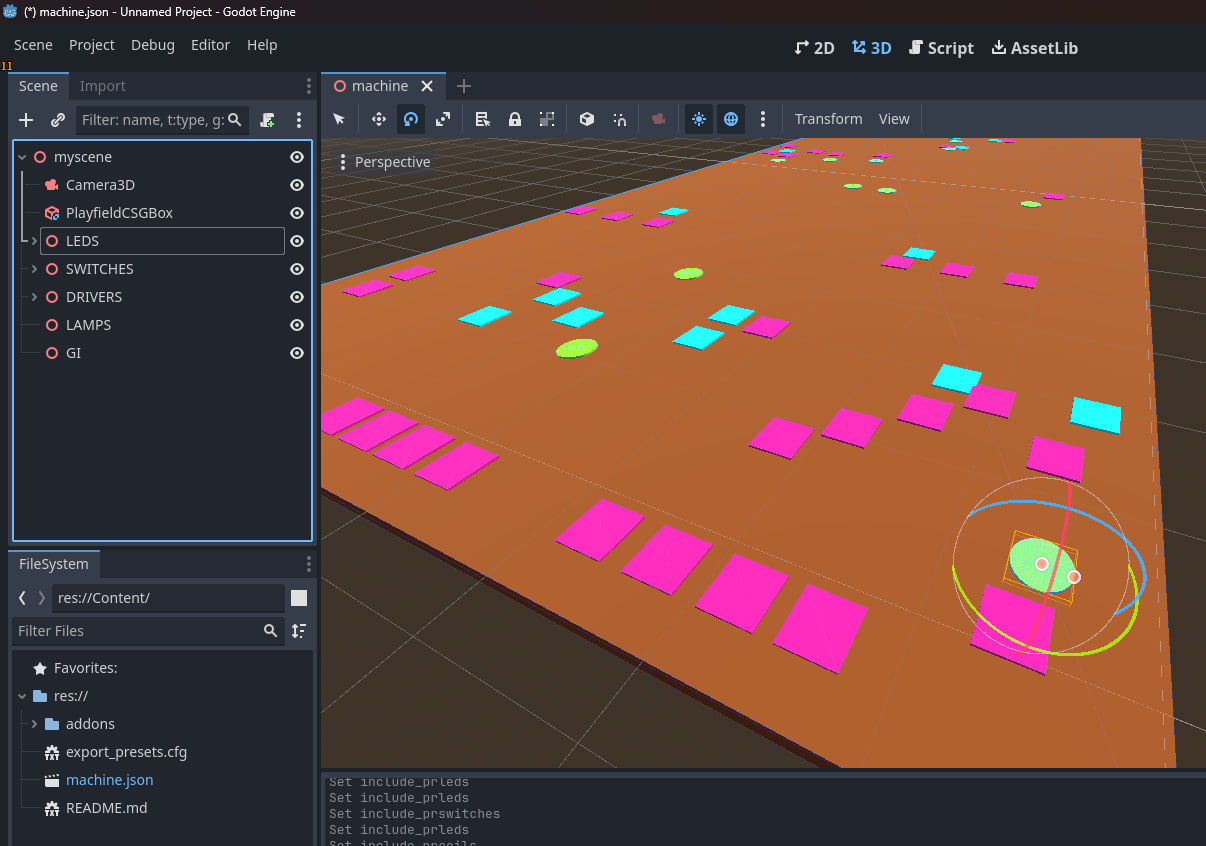 (*) machine.json - Unnamed Project - Godot Engine
Scene Project Debug Editor Help
2D 3D Script AssetLib
11
Scene Import
machine
Filter: name, t:type, g:
Transform View
Perspective
myscene
Camera3D
PlayfieldCSGBox
LEDS
SWITCHES
DRIVERS
LAMPS
GI
FileSystem
res://Content/
Filter Files
Favorites:
res://
addons
export_presets.cfg
machine.json
README.md
Set include_prleds
Set include_prleds
Set include_prswitches
Set include_prleds
Set include_prcoils